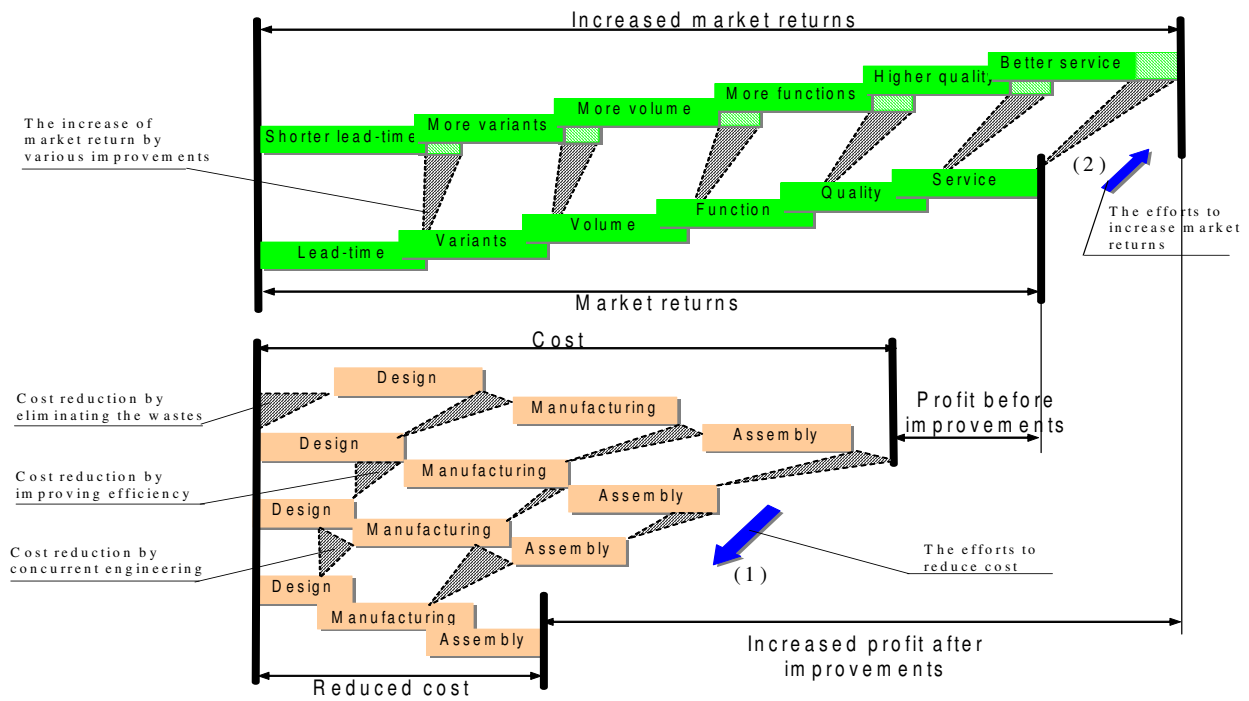 Increased market returns
Better service
Higher quality
More functions
More volume
More variants
Shorter lead-time
The increase of
market return by
various improvements
(2)
Service
Quality
Function
Volume
Variants
Lead-time
The efforts to
increase market
returns
Market returns
Cost
Design
Manufacturing
Assembly
Cost reduction by
eliminating the wastes
Profit before
improvements
Design
Manufacturing
Assembly
Cost reduction by
improving efficiency
Design
Manufacturing
Assembly
Cost reduction by
concurrent engineering
(1)
The efforts to
reduce cost
Design
Manufacturing
Assembly
Increased profit after
improvements
Reduced cost